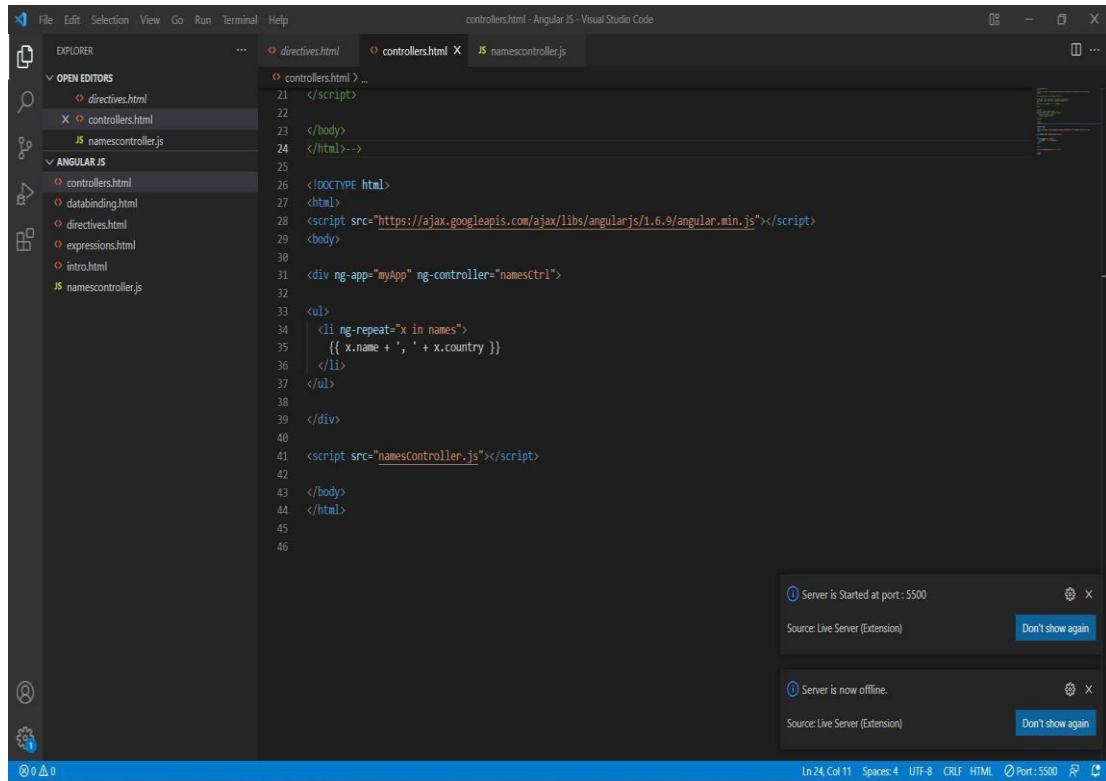 File Edit Selection View Go Run Terminal Help
controllers.html - Angular JS - Visual Studio Code
EXPLORER
OPEN EDITORS
directives.html
X controllers.html
JS namescontroller.js
ANGULAR JS
controllers.html
databinding.html
directives.html
expressions.html
intro.html
JS namescontroller.js
directives.html controllers.html X JS namescontroller.js
controllers.html > ...
21 </script>
22
23 </body>
24 </html>-->
25
26 <!DOCTYPE html>
27 <html>
28 <script src="https://ajax.googleapis.com/ajax/libs/angularjs/1.6.9/angular.min.js"></script>
29 <body>
30
31 <div ng-app="myApp" ng-controller="namesCtrl">
32
33 <ul>
34 <li ng-repeat="x in names">
35 {{ x.name + ', ' + x.country }}
36 </li>
37 </ul>
38
39 </div>
40
41 <script src="namesController.js"></script>
42
43 </body>
44 </html>
45
46
Server is Started at port : 5500
Source: Live Server (Extension) Don't show again
Server is now offline.
Source: Live Server (Extension) Don't show again
1
0 0 Ln 24, Col 11 Spaces: 4 UTF-8 CRLF HTML Port : 5500